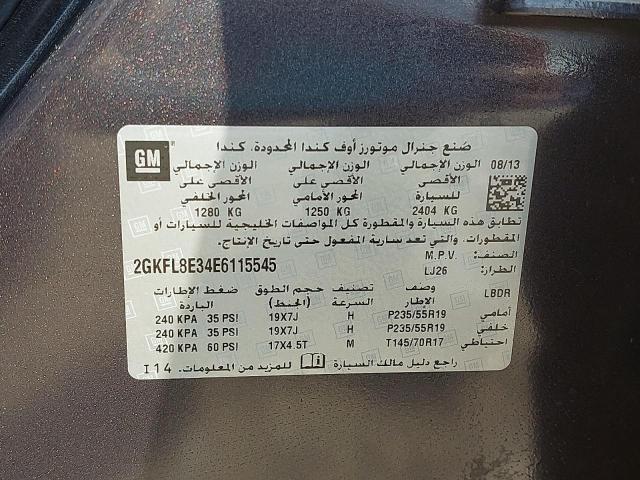 GM
صنع جنرال موتورز أوف كندا المحدودة، كندا
08/13 الوزن الإجمالي الوزن الإجمالي الوزن الإجمالي
الأقصى الأقصى على الأقصى على
للسيارة المحور الأمامي المحور الخلفي
2404 KG 1250 KG 1280 KG
تطابق هذه السيارة والمقطورة كل المواصفات الخليجية للسيارات أو
المقطورات. والتي تعد سارية المفعول حتى تاريخ الإنتاج.
الصنف: M.P.V. 2GKFL8E34E6115545
الطراز: LJ26
LBDR وصف تصنيف حجم الطوق ضغط الإطارات
الإطار السرعة (الجنط) الباردة
أمامي P235/55R19 H 19X7J 240 KPA 35 PSI
خلفي P235/55R19 H 19X7J 240 KPA 35 PSI
احتياطي T145/70R17 M 17X4.5T 420 KPA 60 PSI
راجع دليل مالك السيارة للمزيد من المعلومات. I14